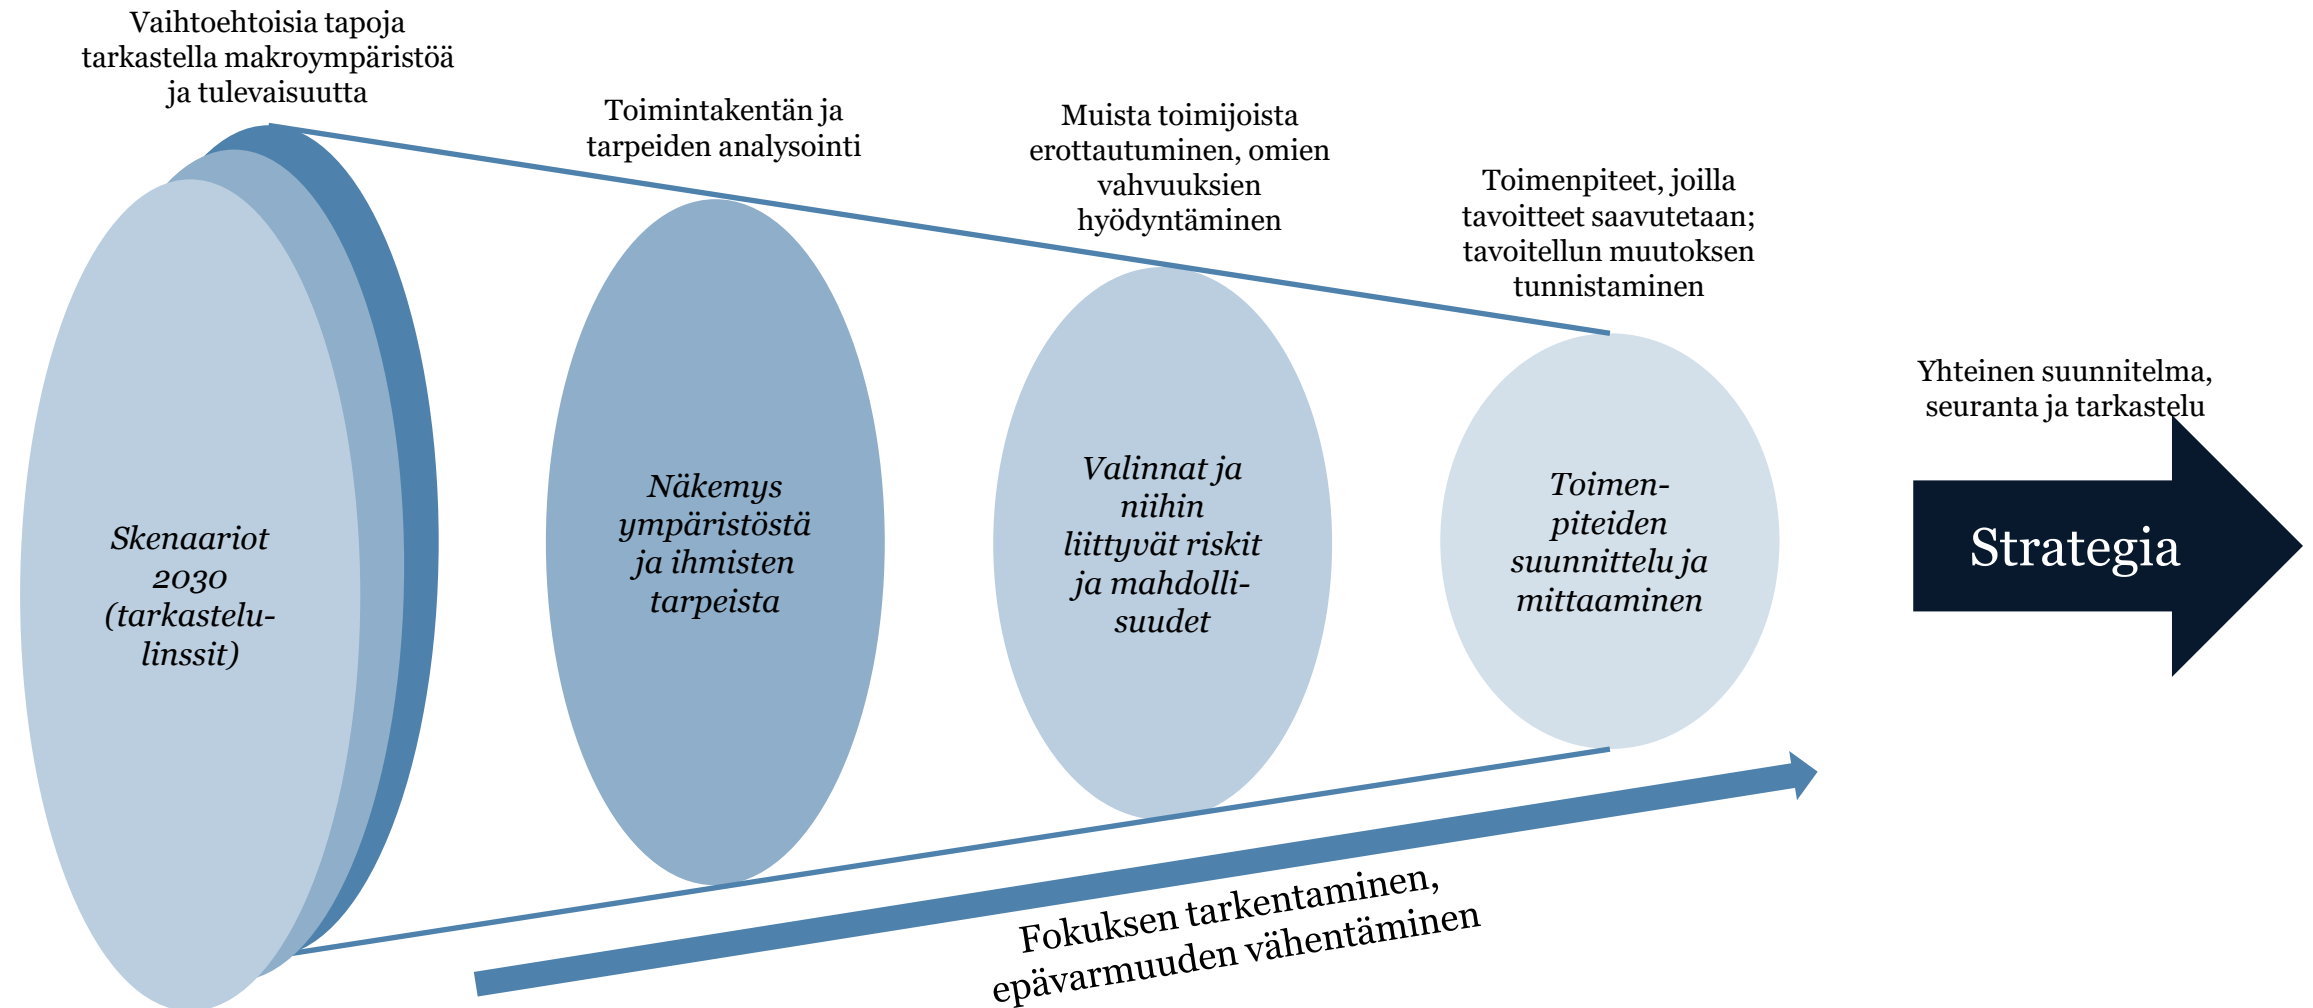 Vaihtoehtoisia tapoja
tarkastella makroympäristöä
ja tulevaisuutta
Toimintakentän ja
tarpeiden analysointi
Muista toimijoista
erottautuminen, omien
vahvuuksien
hyödyntäminen
Toimenpiteet, joilla
tavoitteet saavutetaan;
tavoitellun muutoksen
tunnistaminen
Yhteinen suunnitelma,
seuranta ja tarkastelu
Skenaariot
2030
(tarkastelu-
linssit)
Näkemys
ympäristöstä
ja ihmisten
tarpeista
Valinnat ja
niihin
liittyvät riskit
ja mahdolli-
suudet
Toimen-
piteiden
suunnittelu ja
mittaaminen
Strategia
Fokuksen tarkentaminen,
epävarmuuden vähentäminen